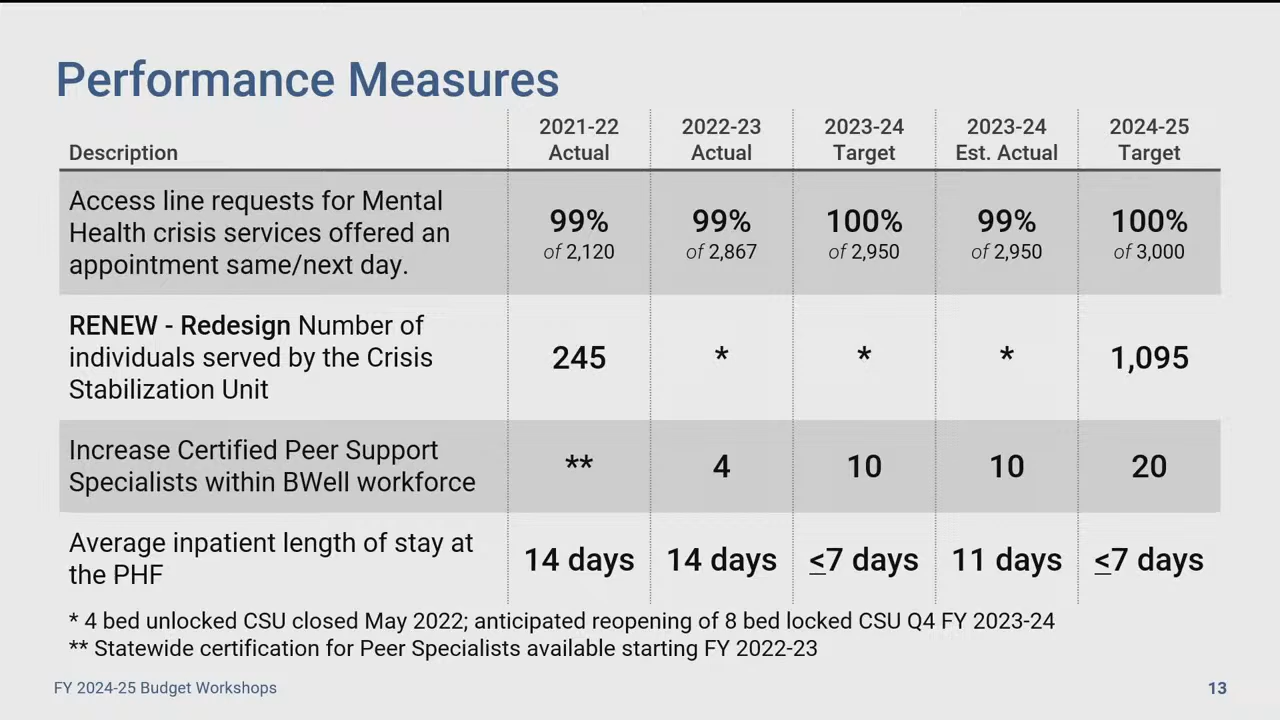 Performance Measures
Description
2021-22 Actual
2022-23 Actual
2023-24 Target
2023-24 Est. Actual
2024-25 Target
Access line requests for Mental
Health crisis services offered an
appointment same/next day.
99% of 2,120
99% of 2,867
100% of 2,950
99% of 2,950
100% of 3,000
RENEW - Redesign Number of
individuals served by the Crisis
Stabilization Unit
245
*
*
*
1,095
Increase Certified Peer Support
Specialists within BWell workforce
**
4
10
10
20
Average inpatient length of stay at
the PHF
14 days
14 days
≤7 days
11 days
≤7 days
* 4 bed unlocked CSU closed May 2022; anticipated reopening of 8 bed locked CSU Q4 FY 2023-24
** Statewide certification for Peer Specialists available starting FY 2022-23
FY 2024-25 Budget Workshops
13